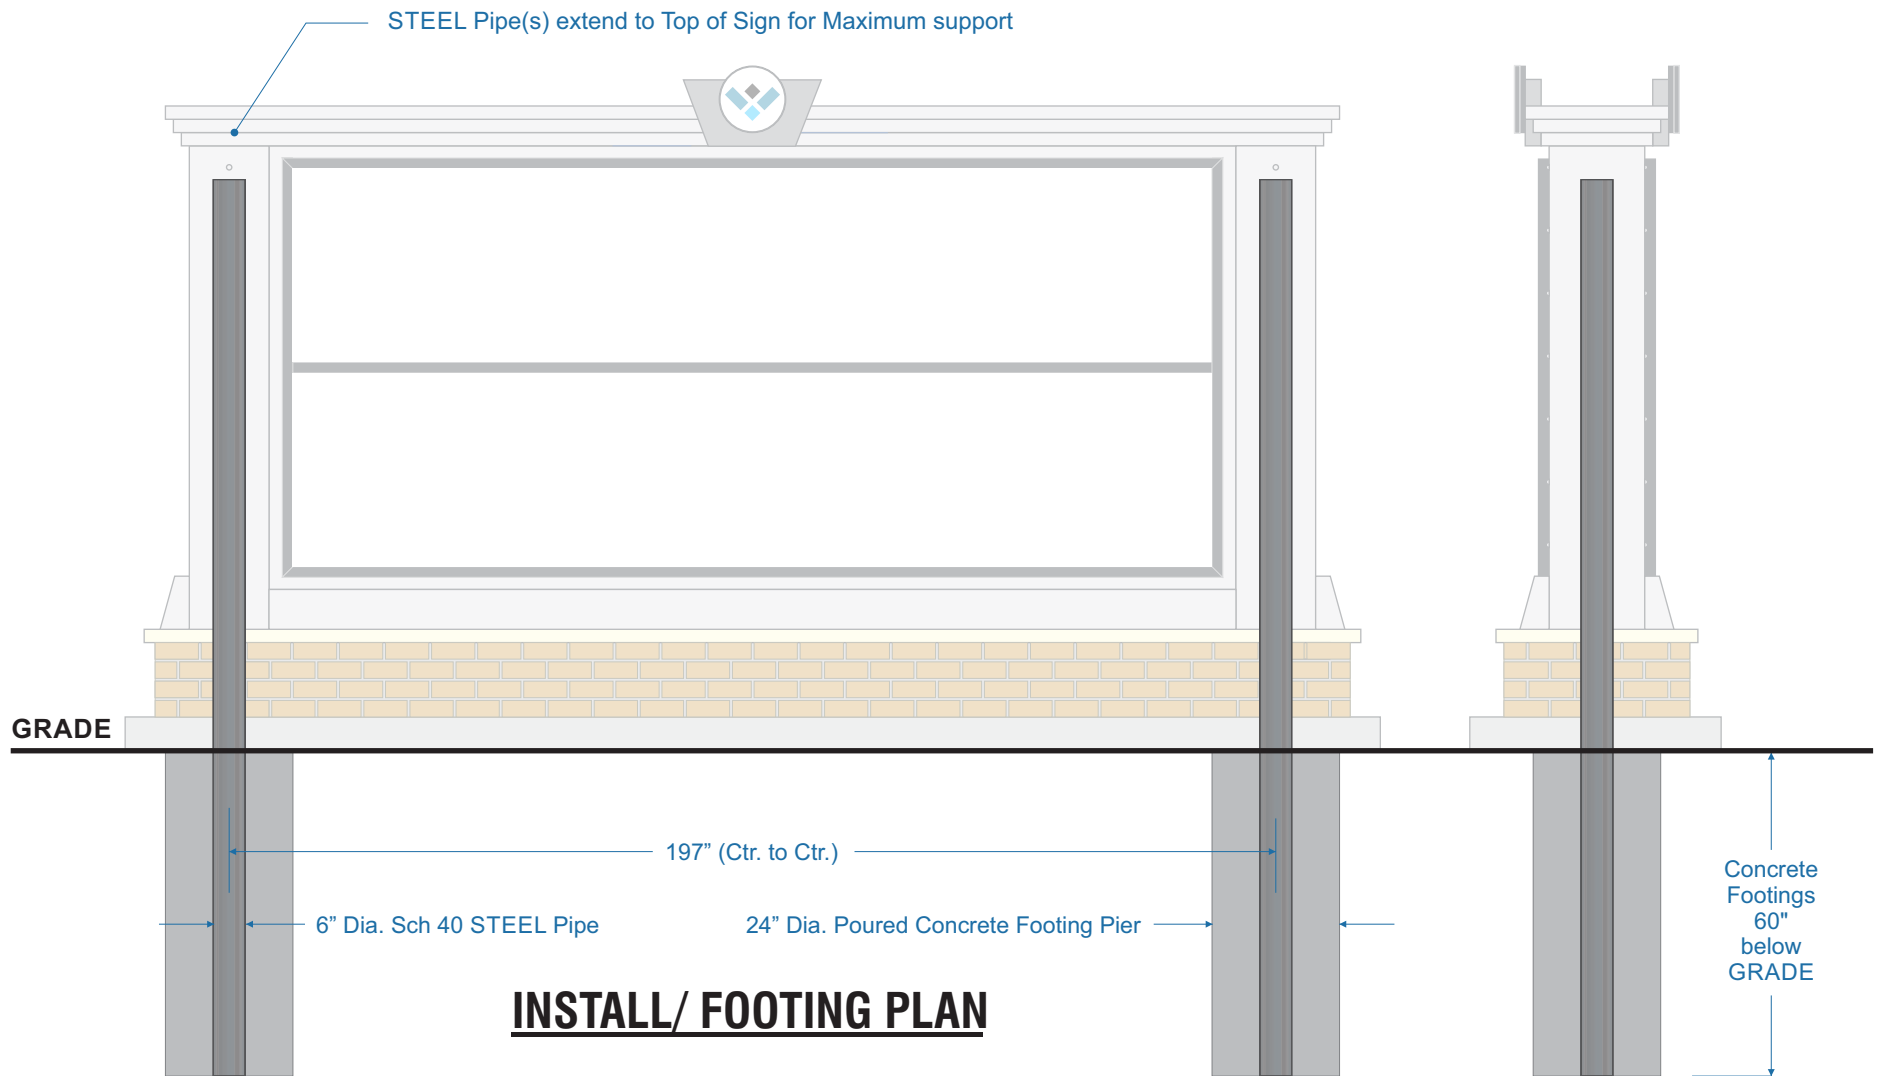 STEEL Pipe(s) extend to Top of Sign for Maximum support
GRADE
197” (Ctr. to Ctr.)
6” Dia. Sch 40 STEEL Pipe
24” Dia. Poured Concrete Footing Pier
Concrete
Footings
60"
below
GRADE
INSTALL/ FOOTING PLAN